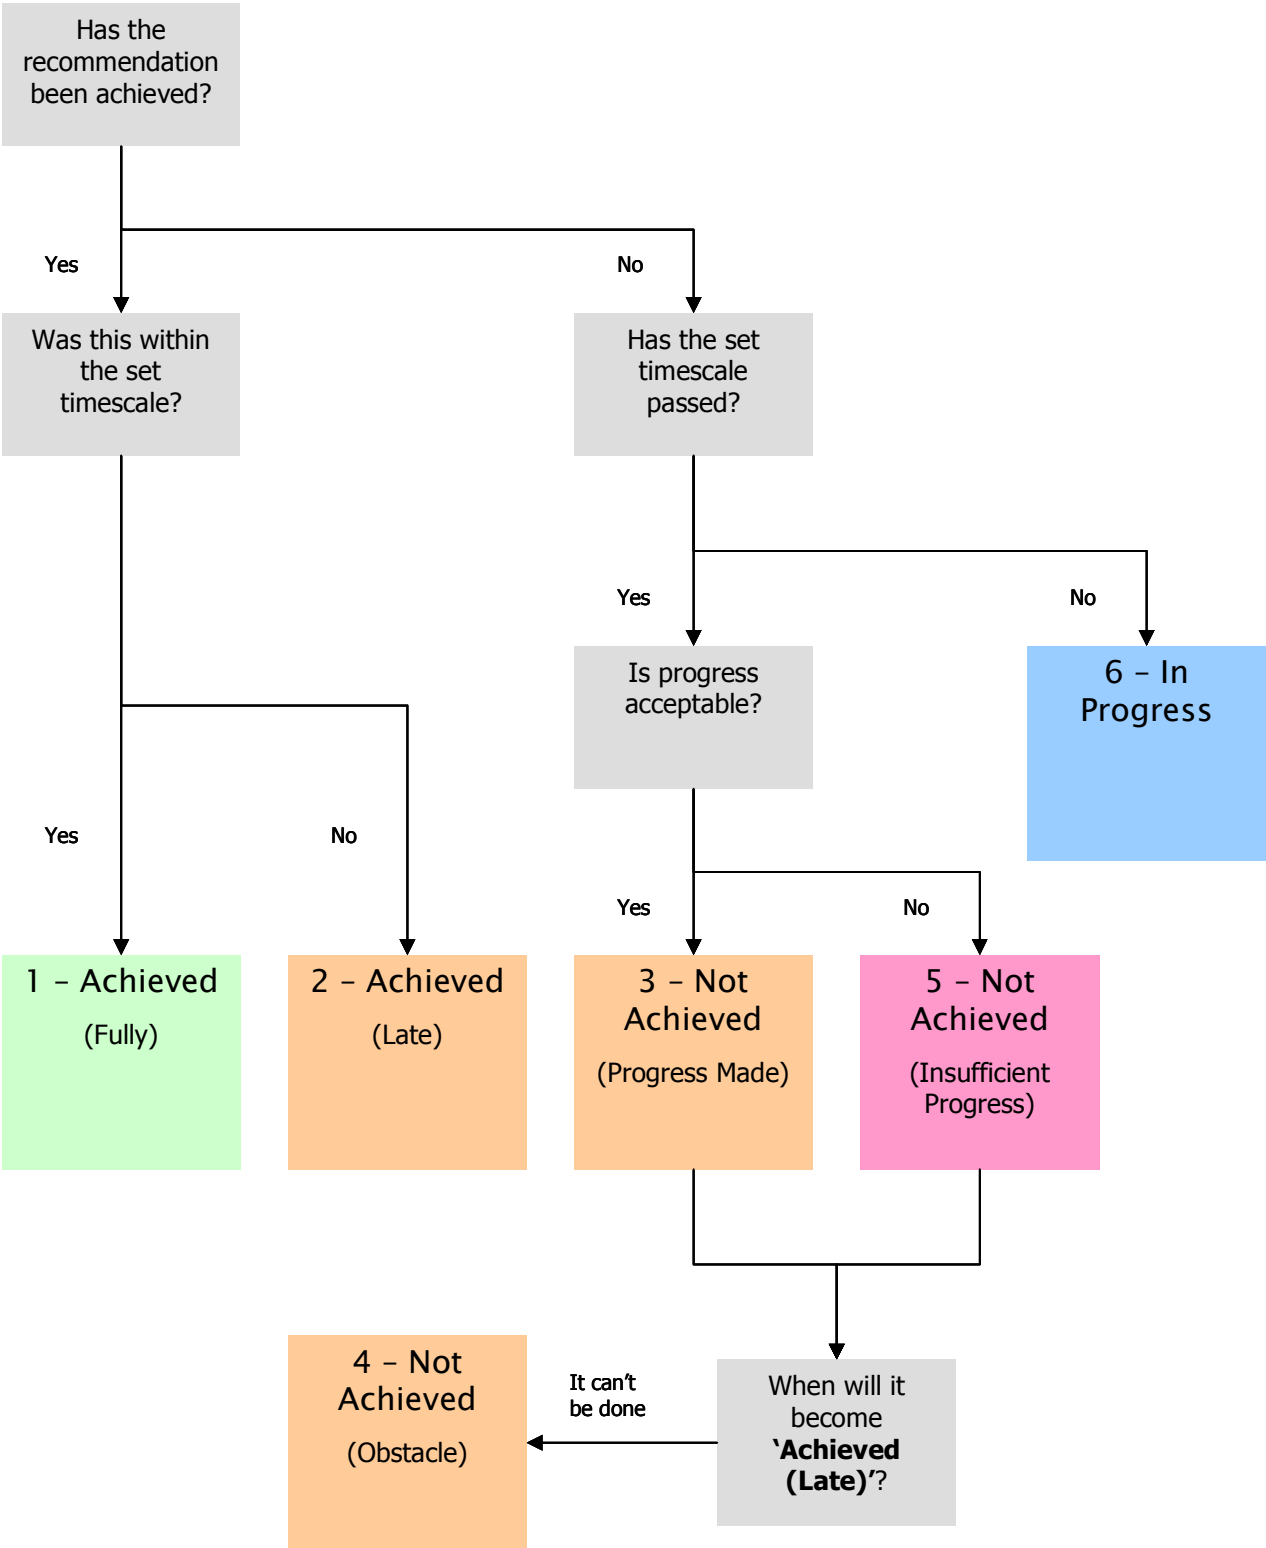 Has the
recommendation
been achieved?
Yes
No
Was this within
the set
timescale?
Has the set
timescale
passed?
Yes
No
Is progress
acceptable?
6 – In
Progress
Yes
No
Yes
No
1 – Achieved
(Fully)
2 – Achieved
(Late)
3 – Not
Achieved
(Progress Made)
5 – Not
Achieved
(Insufficient
Progress)
4 – Not
Achieved
(Obstacle)
It can't
be done
When will it
become
‘Achieved
(Late)’?